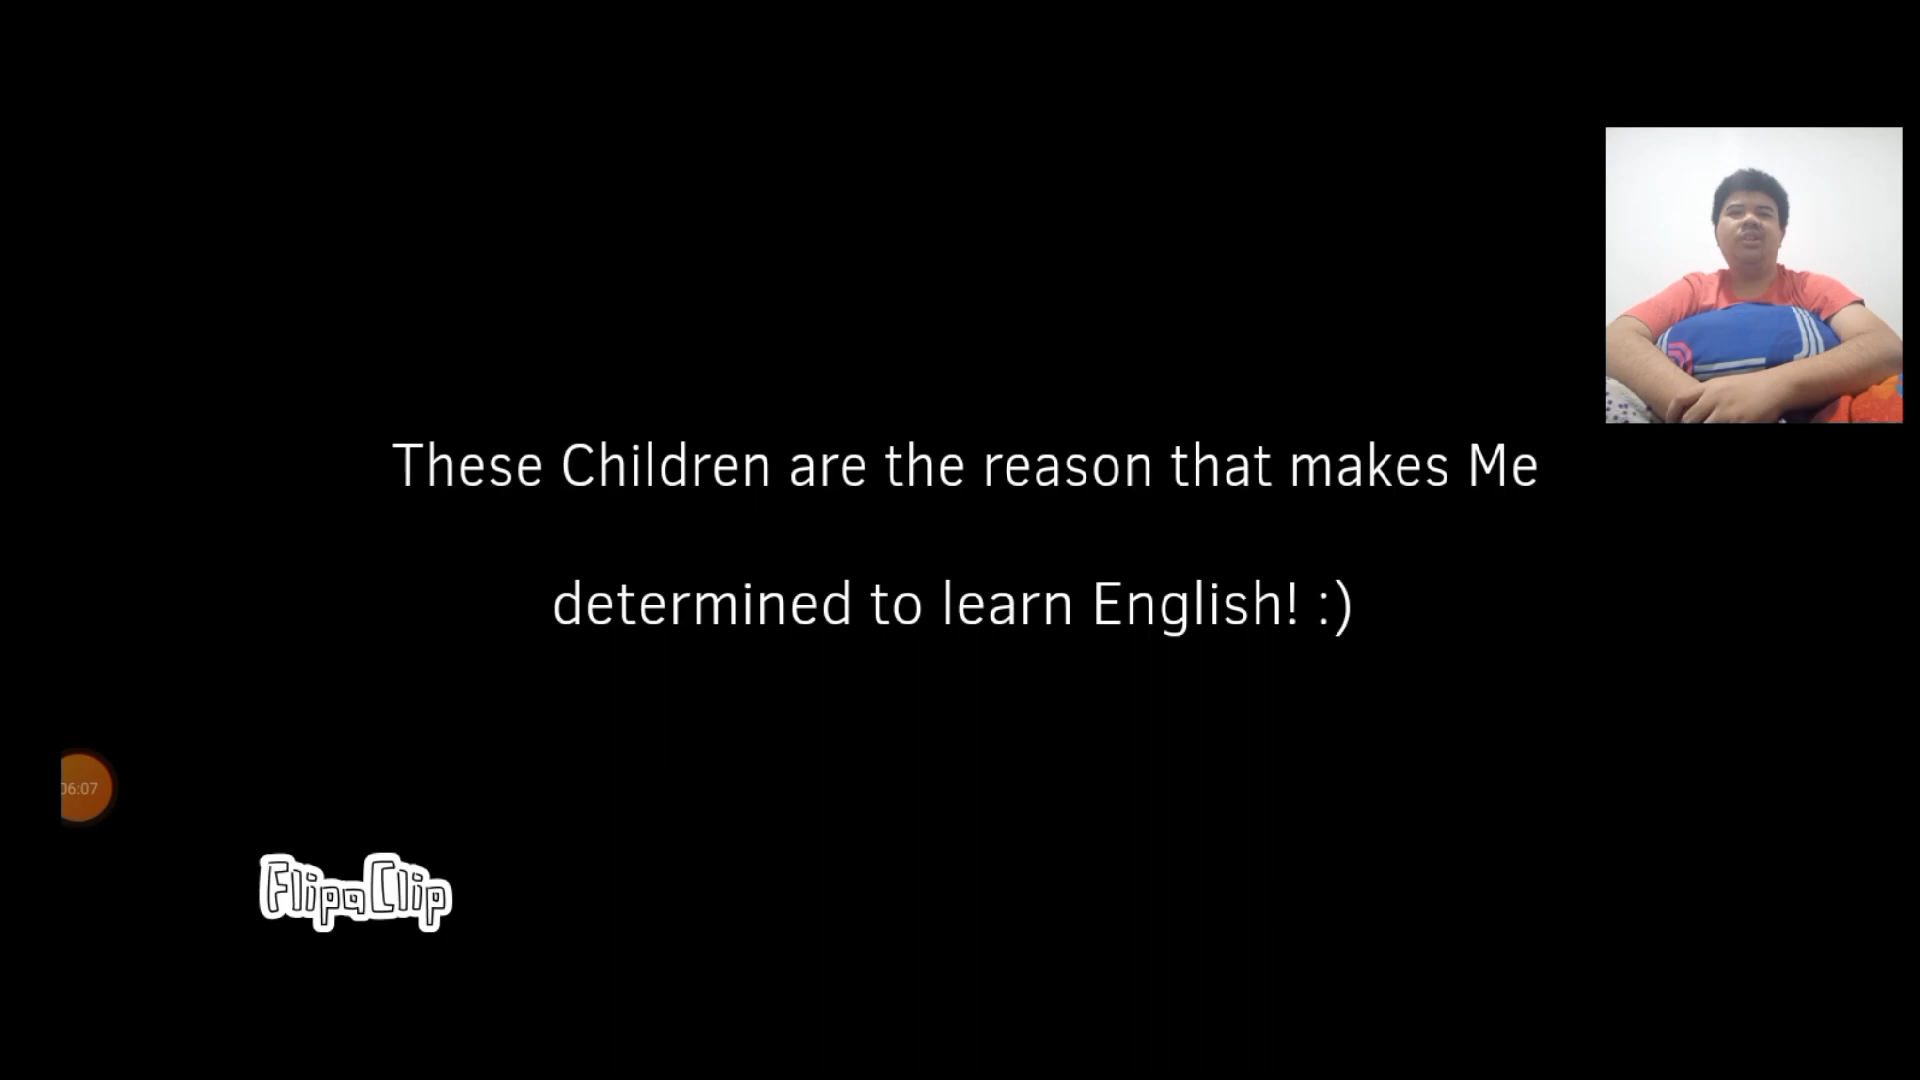 These Children are the reason that makes Me
determined to learn English! :)
06:07
FlipaClip